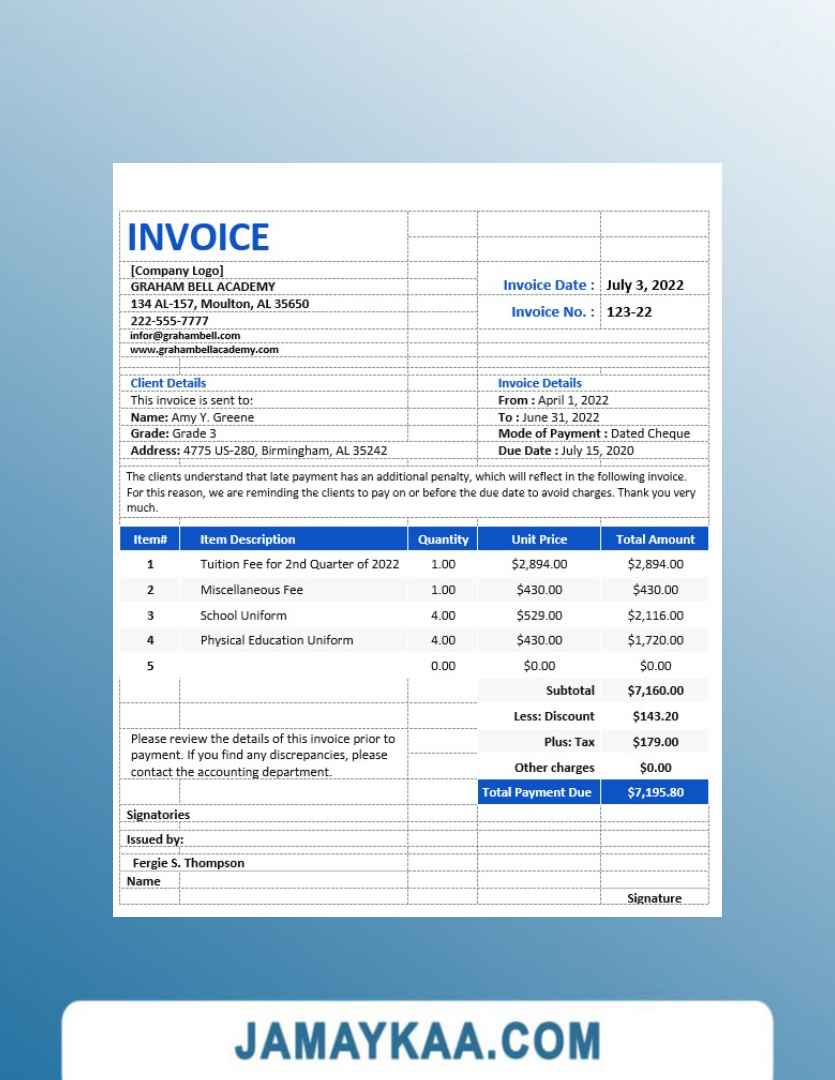 INVOICE
[Company Logo]
GRAHAM BELL ACADEMY
Invoice Date : July 3, 2022
134 AL-157, Moulton, AL 35650
Invoice No. : 123-22
222-555-7777
infor@grahambell.com
www.grahambellacademy.com
Client Details Invoice Details
This invoice is sent to: From : April 1, 2022
Name: Amy Y. Greene To : June 31, 2022
Grade: Grade 3 Mode of Payment : Dated Cheque
Address: 4775 US-280, Birmingham, AL 35242 Due Date : July 15, 2020
The clients understand that late payment has an additional penalty, which will reflect in the following invoice.
For this reason, we are reminding the clients to pay on or before the due date to avoid charges. Thank you very
much.
Item# Item Description Quantity Unit Price Total Amount
1 Tuition Fee for 2nd Quarter of 2022 1.00 $2,894.00 $2,894.00
2 Miscellaneous Fee 1.00 $430.00 $430.00
3 School Uniform 4.00 $529.00 $2,116.00
4 Physical Education Uniform 4.00 $430.00 $1,720.00
5 0.00 $0.00 $0.00
Subtotal $7,160.00
Less: Discount $143.20
Plus: Tax $179.00
Other charges $0.00
Please review the details of this invoice prior to
payment. If you find any discrepancies, please
contact the accounting department.
Total Payment Due $7,195.80
Signatories
Issued by:
Fergie S. Thompson
Name
Signature
JAMAYKAA.COM